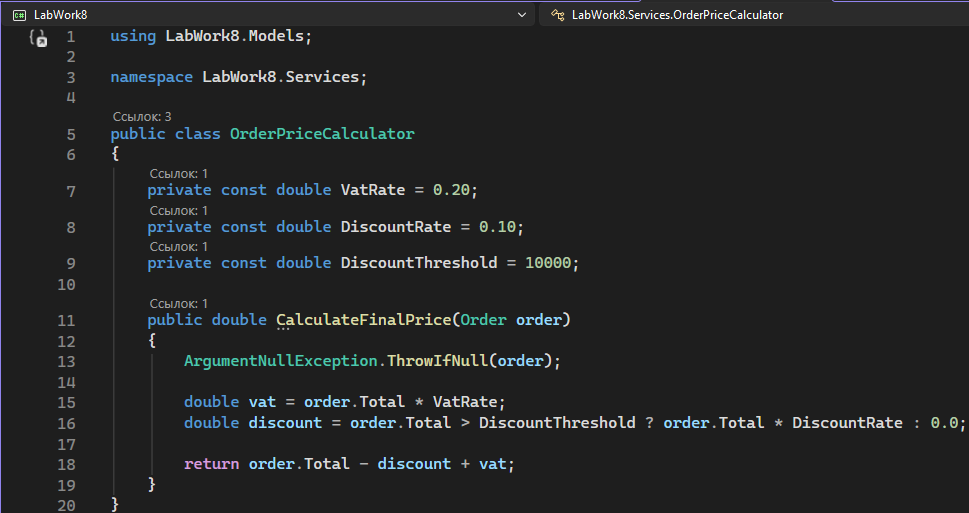 LabWork8 LabWork8.Services.OrderPriceCalculator
1 using LabWork8.Models;
2
3 namespace LabWork8.Services;
4
Ссылок: 3
5 public class OrderPriceCalculator
6 {
Ссылок: 1
7 private const double VatRate = 0.20;
Ссылок: 1
8 private const double DiscountRate = 0.10;
Ссылок: 1
9 private const double DiscountThreshold = 10000;
10
Ссылок: 1
11 public double CalculateFinalPrice(Order order)
12 {
13 ArgumentNullException.ThrowIfNull(order);
14
15 double vat = order.Total * VatRate;
16 double discount = order.Total > DiscountThreshold ? order.Total * DiscountRate : 0.0;
17
18 return order.Total - discount + vat;
19 }
20 }